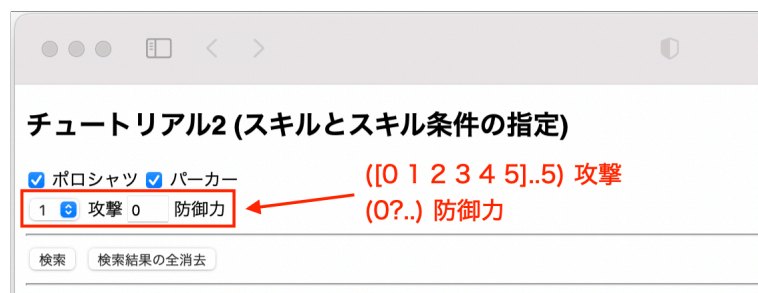 チュートリアル2 (スキルとスキル条件の指定)
ポロシャツ パーカー
([0 1 2 3 4 5]..5) 攻撃
1 攻撃 0 防御力
(0?..) 防御力
検索 検索結果の全消去